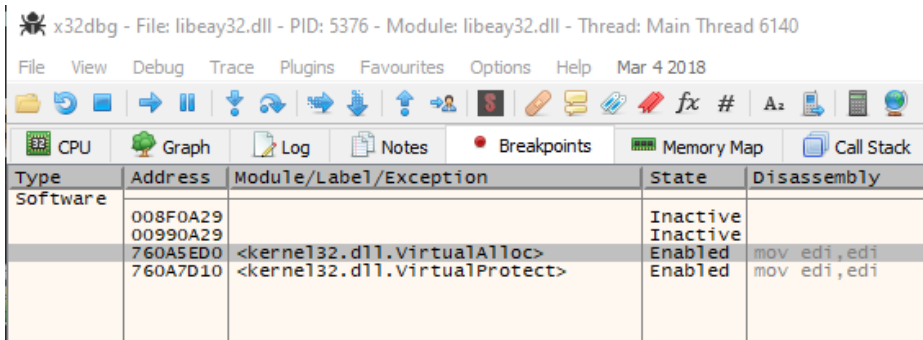 x32dbg - File: libeay32.dll - PID: 5376 - Module: libeay32.dll - Thread: Main Thread 6140
File View Debug Trace Plugins Favourites Options Help Mar 4 2018
fx # Az
CPU Graph Log Notes Breakpoints Memory Map Call Stack
Type Address Module/Label/Exception State Disassembly
Software
008F0A29 Inactive
00990A29 Inactive
760A5ED0 <kernel32.dll.VirtualAlloc> Enabled mov edi,edi
760A7D10 <kernel32.dll.VirtualProtect> Enabled mov edi,edi